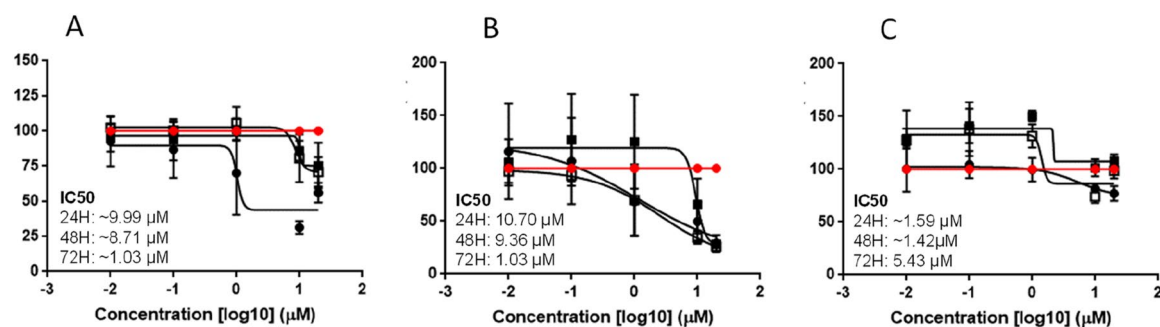 A
150
125
100
75
50
25
0
IC50
24H: ~9.99 µM
48H: ~8.71 µM
72H: ~1.03 µM
-3
-2
-1
0
1
2
Concentration [log10] (µM)
B
200
150
100
50
0
IC50
24H: 10.70 µM
48H: 9.36 µM
72H: 1.03 µM
-3
-2
-1
0
1
2
Concentration [log10] (µM)
C
200
150
100
50
0
IC50
24H: ~1.59 µM
48H: ~1.42µM
72H: 5.43 µM
-3
-2
-1
0
1
2
Concentration [log10] (µM)